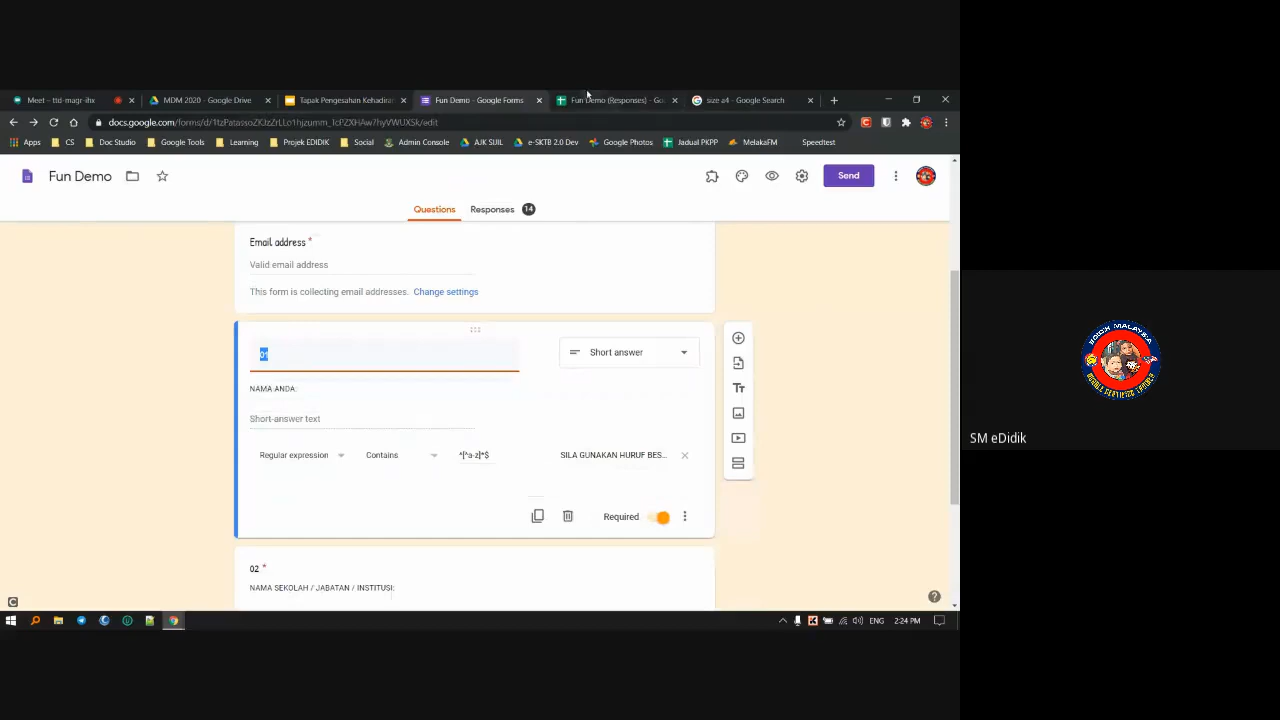 Meet – ttd-magr-ihx
MDM 2020 - Google Drive
Tapak Pengesahan Kehadiran
Fun Demo - Google Forms
Fun Demo (Responses) - Go
size a4 - Google Search
Apps
CS
Doc Studio
Google Tools
Learning
Projek EDIDIK
Social
Admin Console
AJK SUIL
e-SKTB 2.0 Dev
Google Photos
Jadual PKPP
MelakaFM
Speedtest
Fun Demo
Send
Questions
Responses 14
Email address *
Valid email address
This form is collecting email addresses. Change settings
01
Short answer
NAMA ANDA:
Short-answer text
Regular expression
Contains
^[^a-z]*$
SILA GUNAKAN HURUF BES...
Required
02 *
NAMA SEKOLAH / JABATAN / INSTITUSI:
ENG
2:24 PM
SM eDidik